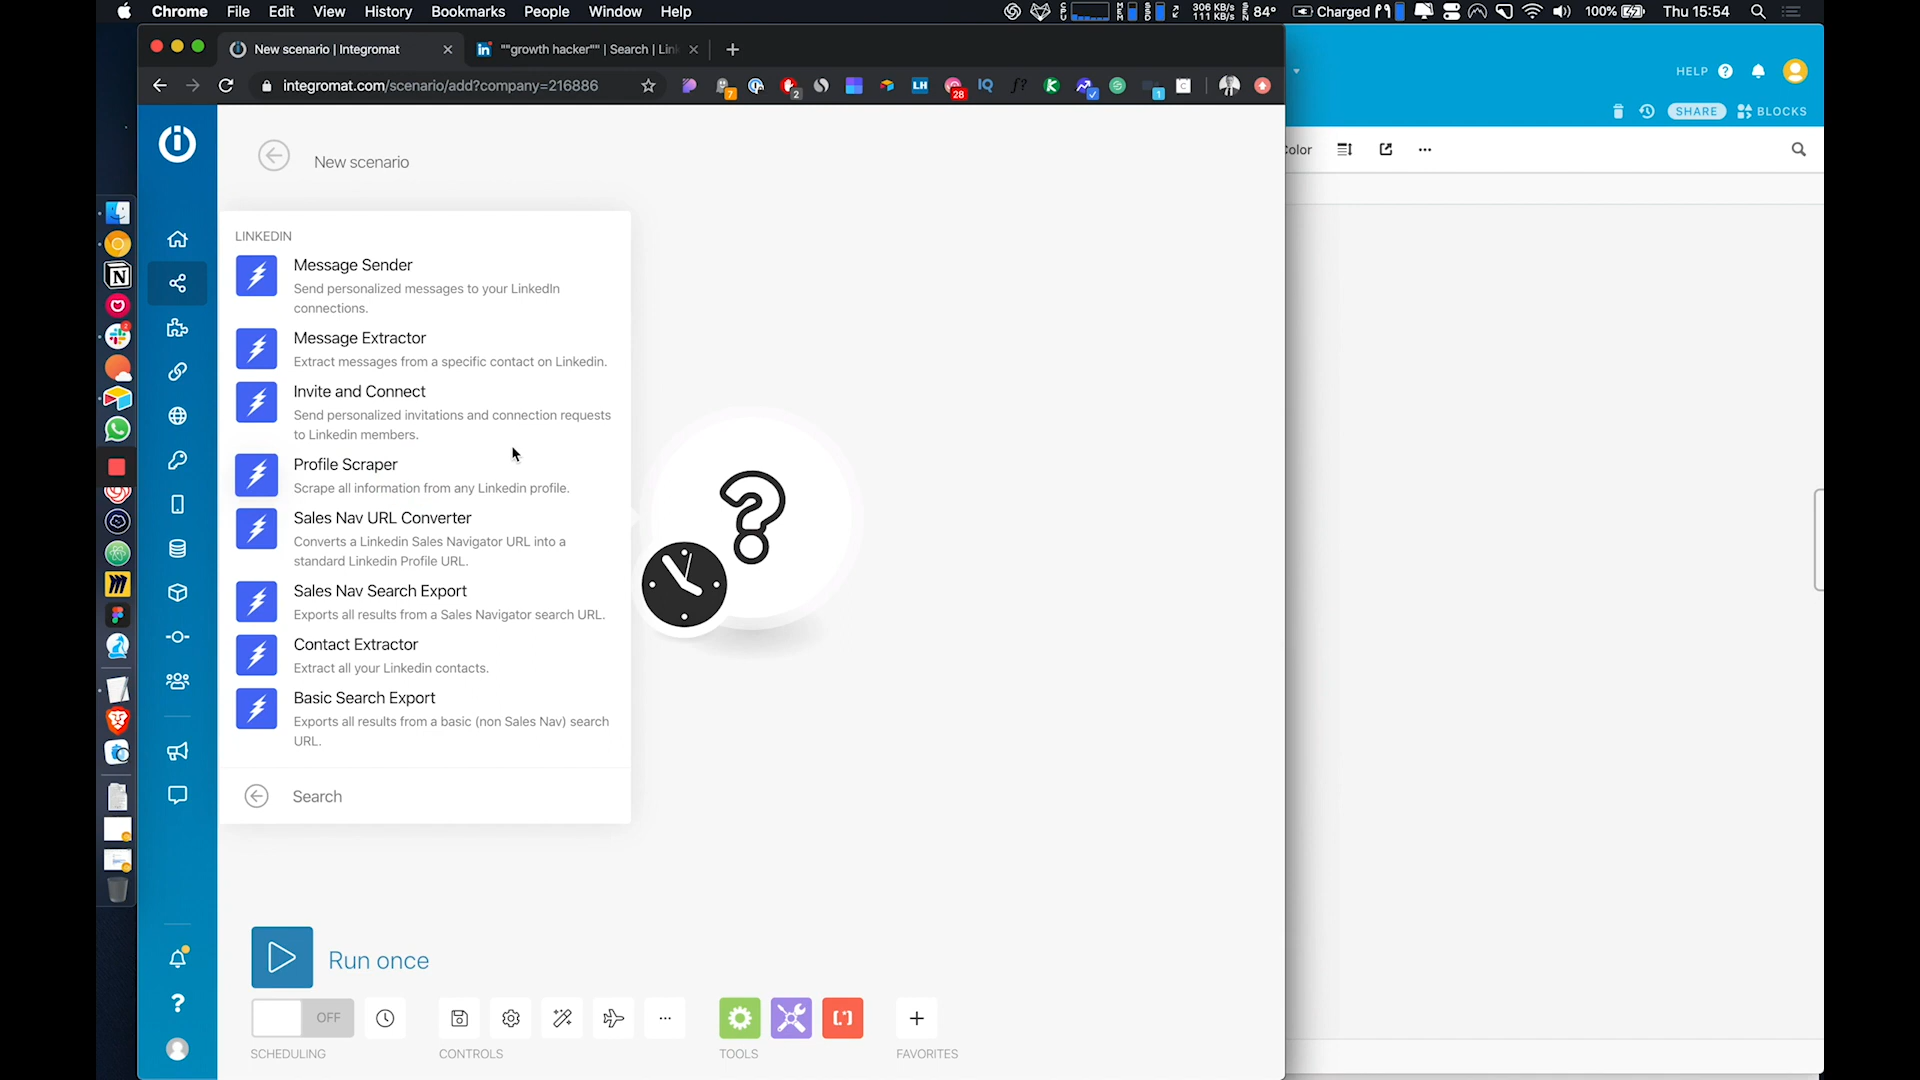 Chrome File Edit View History Bookmarks People Window Help
306 KB/s
111 KB/s
84°
Charged
100%
Thu 15:54
New scenario | Integromat
""growth hacker"" | Search | Lin
integromat.com/scenario/add?company=216886
HELP
SHARE
BLOCKS
olor
New scenario
LINKEDIN
Message Sender
Send personalized messages to your LinkedIn
connections.
Message Extractor
Extract messages from a specific contact on Linkedin.
Invite and Connect
Send personalized invitations and connection requests
to Linkedin members.
Profile Scraper
Scrape all information from any Linkedin profile.
Sales Nav URL Converter
Converts a Linkedin Sales Navigator URL into a
standard Linkedin Profile URL.
Sales Nav Search Export
Exports all results from a Sales Navigator search URL.
Contact Extractor
Extract all your Linkedin contacts.
Basic Search Export
Exports all results from a basic (non Sales Nav) search
URL.
Search
?
Run once
OFF
SCHEDULING
CONTROLS
TOOLS
FAVORITES